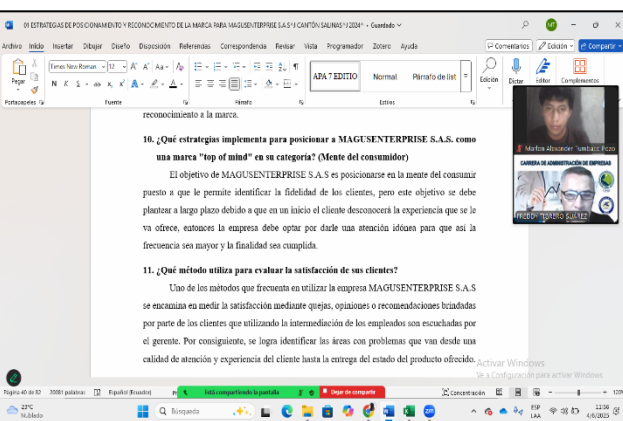 01 ESTRATEGIAS DE POSICIONAMIENTO Y RECONOCIMIENTO DE LA MARCA PARA MAGUSENTERPRISE S.A.S "J CANTÓN SALINAS "J 2024" • Guardado
MT
Archivo Inicio Insertar Dibujar Diseño Disposición Referencias Correspondencia Revisar Vista Programador Zotero Ayuda
Comentarios Edición Compartir
Times New Roman 12
Pegar
APA 7 EDITIO Normal Párrafo de list
Edición Dictar Editor Complementos
Portapapeles Fuente Párrafo Estilos
reconocimiento a la marca.
10. ¿Qué estrategias implementa para posicionar a MAGUSENTERPRISE S.A.S. como
una marca "top of mind" en su categoría? (Mente del consumidor)
El objetivo de MAGUSENTERPRISE S.A.S es posicionarse en la mente del consumir
puesto a que le permite identificar la fidelidad de los clientes, pero este objetivo se debe
plantear a largo plazo debido a que en un inicio el cliente desconocerá la experiencia que se le
va ofrece, entonces la empresa debe optar por darle una atención idónea para que así la
frecuencia sea mayor y la finalidad sea cumplida.
11. ¿Qué método utiliza para evaluar la satisfacción de sus clientes?
Uno de los métodos que frecuenta en utilizar la empresa MAGUSENTERPRISE S.A.S
se encamina en medir la satisfacción mediante quejas, opiniones o recomendaciones brindadas
por parte de los clientes que utilizando la intermediación de los empleados son escuchadas por
el gerente. Por consiguiente, se logra identificar las áreas con problemas que van desde una
calidad de atención y experiencia del cliente hasta la entrega del estado del producto ofrecido.
Marlon Alexander Tumbaco Pozo
CARRERA DE ADMINISTRACIÓN DE EMPRESAS
FREDDY TIGRERO SUÁREZ
Activar Windows
Ve a Configuración para activar Windows.
Página 40 de 82 20081 palabras Español (Ecuador)
Está compartiendo la pantalla Dejar de compartir
Concentración 120%
23°C
Nublado
Búsqueda
ESP
LAA
11:56
4/6/2025